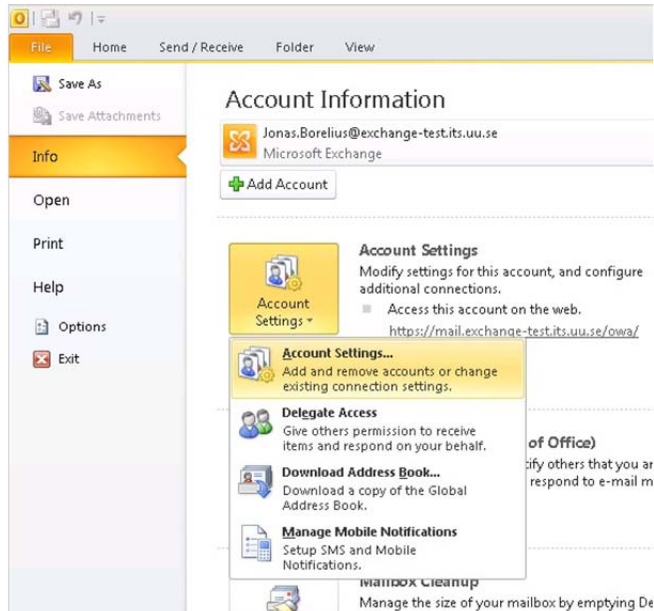 File Home Send / Receive Folder View
Save As
Save Attachments
Info
Open
Print
Help
Options
Exit
Account Information
Jonas.Borelius@exchange-test.its.uu.se
Microsoft Exchange
Add Account
Account Settings
Account Settings
Modify settings for this account, and configure
additional connections.
Access this account on the web.
https://mail.exchange-test.its.uu.se/owa/
Account Settings...
Add and remove accounts or change
existing connection settings.
Delegate Access
Give others permission to receive
items and respond on your behalf.
Download Address Book...
Download a copy of the Global
Address Book.
Manage Mobile Notifications
Setup SMS and Mobile
Notifications.
of Office)
tify others that you ar
respond to e-mail m
Mailbox Cleanup
Manage the size of your mailbox by emptying De